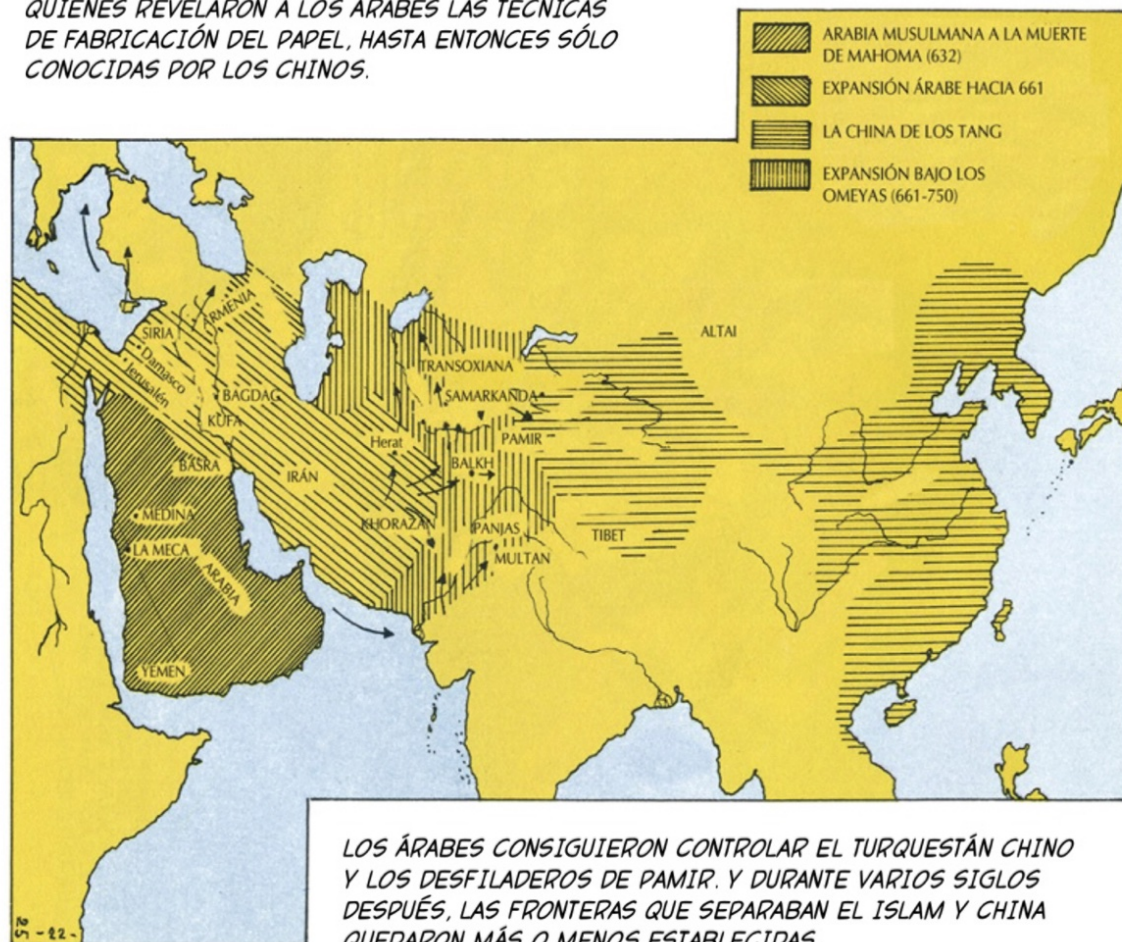 QUIENES REVELARON A LOS ÁRABES LAS TÉCNICAS
DE FABRICACIÓN DEL PAPEL, HASTA ENTONCES SÓLO
CONOCIDAS POR LOS CHINOS.
ARABIA MUSULMANA A LA MUERTE
DE MAHOMA (632)
EXPANSIÓN ÁRABE HACIA 661
LA CHINA DE LOS TANG
EXPANSIÓN BAJO LOS
OMEYAS (661-750)
ARMENIA
SIRIA
Damasco
Jerusalén
BAGDAG
KUFA
BASRA
IRÁN
MEDINA
LA MECA
ARABIA
YEMEN
ALTAI
TRANSOXIANA
SAMARKANDA
PAMIR
Herat
BALKH
KHORAZAN
PANJAS
MULTAN
TIBET
25
-22-
LOS ÁRABES CONSIGUIERON CONTROLAR EL TURQUESTÁN CHINO
Y LOS DESFILADEROS DE PAMIR. Y DURANTE VARIOS SIGLOS
DESPUÉS, LAS FRONTERAS QUE SEPARABAN EL ISLAM Y CHINA
QUEDARON MÁS O MENOS ESTABLECIDAS.